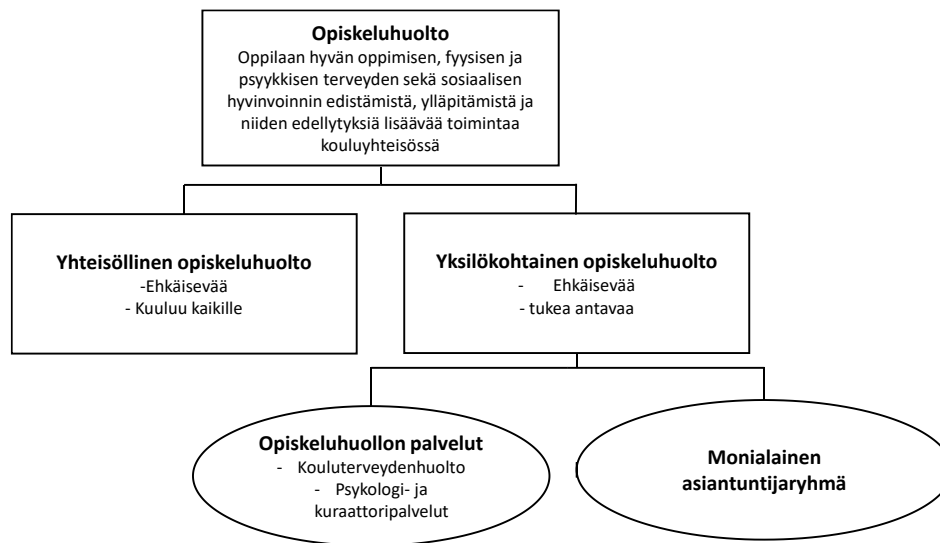 Opiskeluhuolto
Oppilaan hyvän oppimisen, fyysisen ja
psyykkisen terveyden sekä sosiaalisen
hyvinvoinnin edistämistä, ylläpitämistä ja
niiden edellytyksiä lisäävää toimintaa
kouluyhteisössä
Yhteisöllinen opiskeluhuolto
-Ehkäisevää
- Kuuluu kaikille
Yksilökohtainen opiskeluhuolto
- Ehkäisevää
- tukea antavaa
Opiskeluhuollon palvelut
- Kouluterveydenhuolto
- Psykologi- ja
kuraattoripalvelut
Monialainen
asiantuntijaryhmä